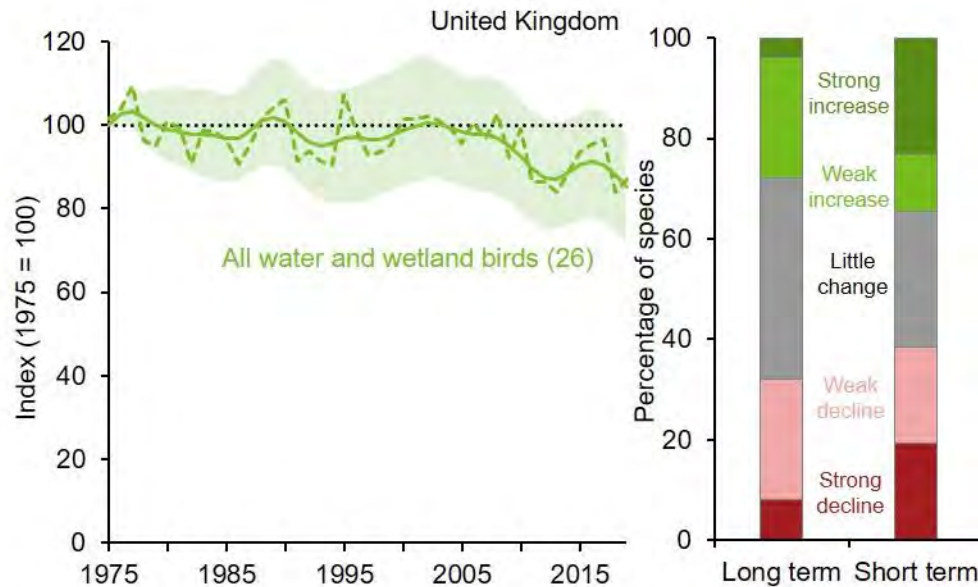 United Kingdom
Index (1975 = 100)
120
100
80
60
40
20
0
1975
1985
1995
2005
2015
All water and wetland birds (26)
Percentage of species
100
80
60
40
20
0
Strong
increase
Weak
increase
Little
change
Weak
decline
Strong
decline
Long term
Short term